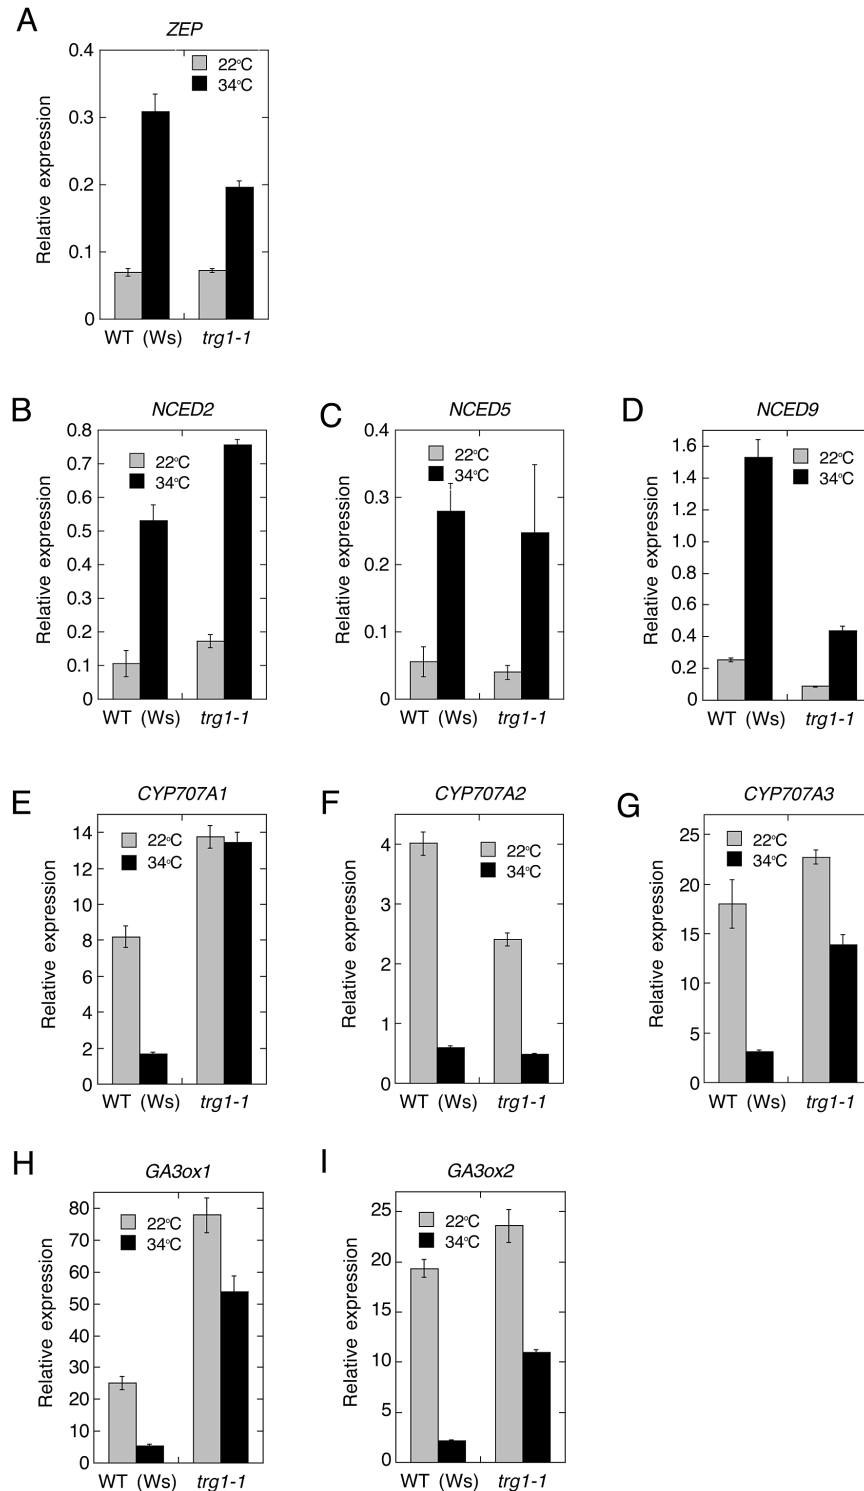 A
ZEP
Relative expression
0.4
0.3
0.2
0.1
0
22°C
34°C
WT (Ws)
trg1-1
B
NCED2
Relative expression
0.8
0.7
0.6
0.5
0.4
0.3
0.2
0.1
0
22°C
34°C
WT (Ws)
trg1-1
C
NCED5
Relative expression
0.4
0.3
0.2
0.1
0
22°C
34°C
WT (Ws)
trg1-1
D
NCED9
Relative expression
1.6
1.4
1.2
1.0
0.8
0.6
0.4
0.2
0
22°C
34°C
WT (Ws)
trg1-1
E
CYP707A1
Relative expression
14
12
10
8
6
4
2
0
22°C
34°C
WT (Ws)
trg1-1
F
CYP707A2
Relative expression
4
3
2
1
0
22°C
34°C
WT (Ws)
trg1-1
G
CYP707A3
Relative expression
25
20
15
10
5
0
22°C
34°C
WT (Ws)
trg1-1
H
GA3ox1
Relative expression
80
70
60
50
40
30
20
10
0
22°C
34°C
WT (Ws)
trg1-1
I
GA3ox2
Relative expression
25
20
15
10
5
0
22°C
34°C
WT (Ws)
trg1-1